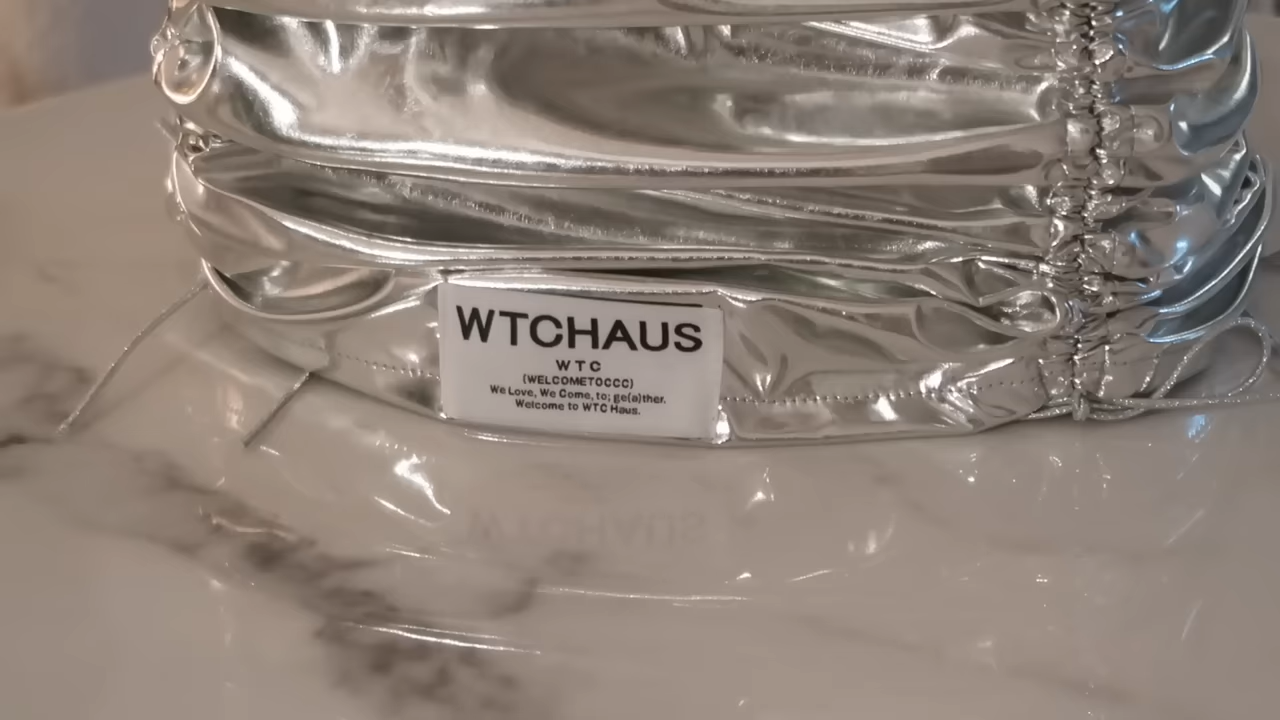 WTCHAUS
WTC
(WELCOMETOCCC)
We Love, We Come, to; ge(a)ther.
Welcome to WTC Haus.